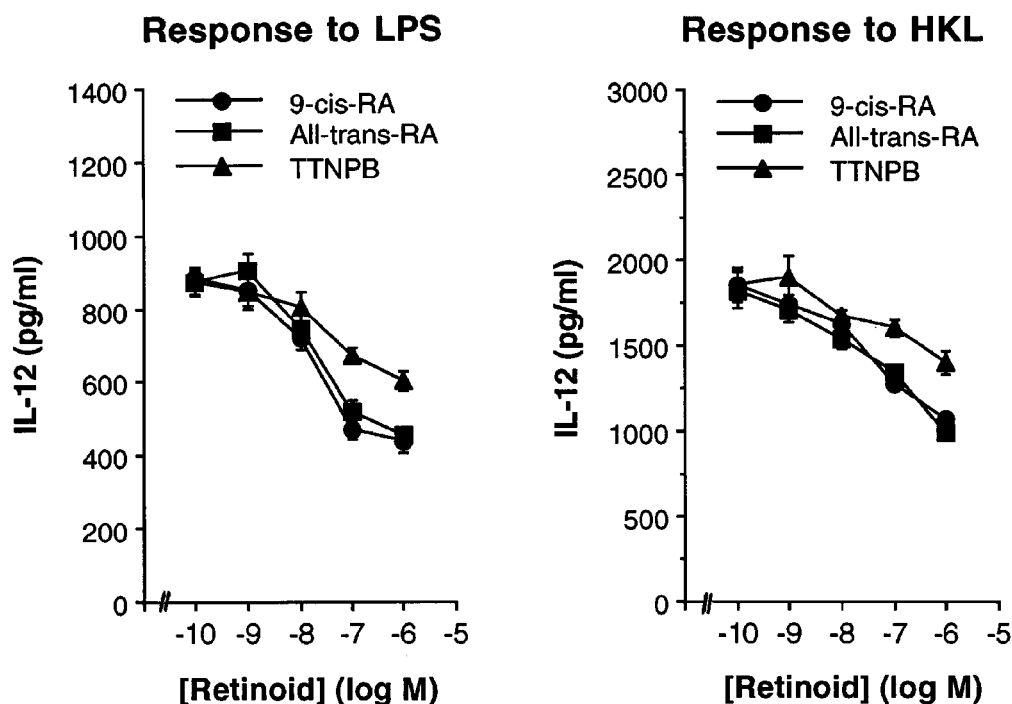 Response to LPS
1400
1200
1000
800
600
400
200
0
IL-12 (pg/ml)
9-cis-RA
All-trans-RA
TTNPB
-10 -9 -8 -7 -6 -5
[Retinoid] (log M)
Response to HKL
3000
2500
2000
1500
1000
500
0
IL-12 (pg/ml)
9-cis-RA
All-trans-RA
TTNPB
-10 -9 -8 -7 -6 -5
[Retinoid] (log M)